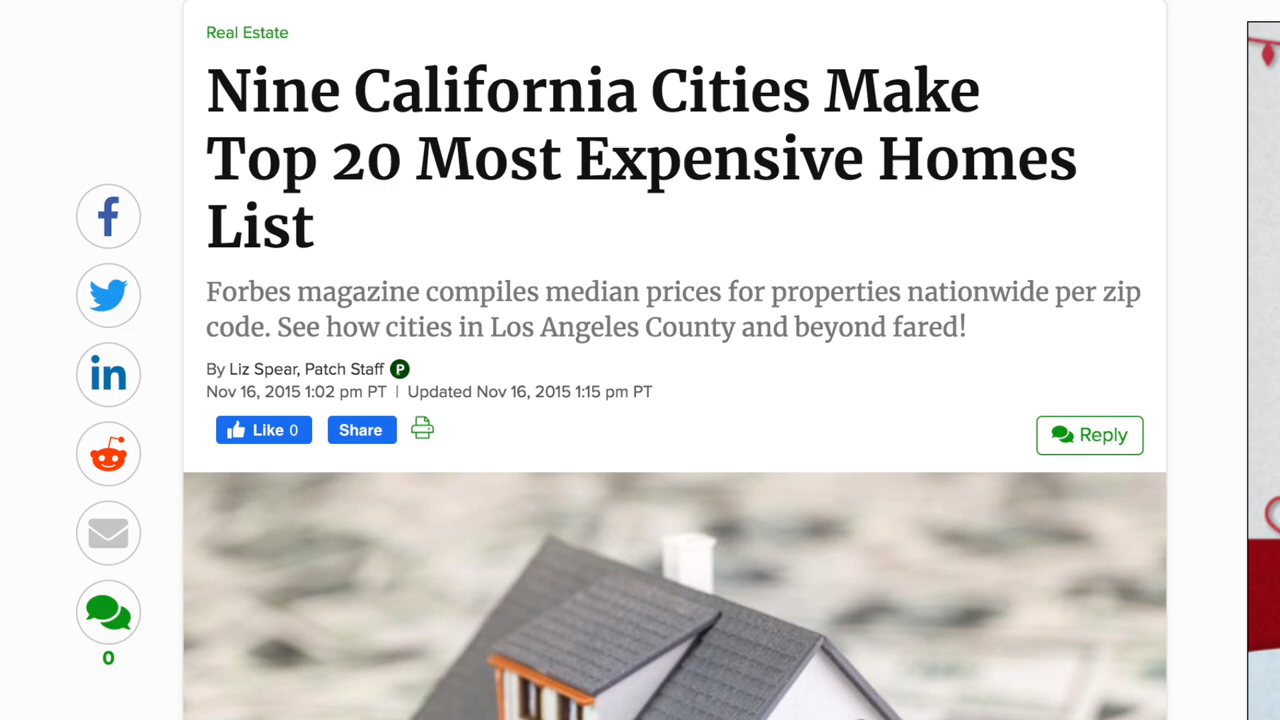 Real Estate
Nine California Cities Make
Top 20 Most Expensive Homes
List
Forbes magazine compiles median prices for properties nationwide per zip
code. See how cities in Los Angeles County and beyond fared!
By Liz Spear, Patch Staff P
Nov 16, 2015 1:02 pm PT | Updated Nov 16, 2015 1:15 pm PT
Like 0 Share
Reply
f
in
0